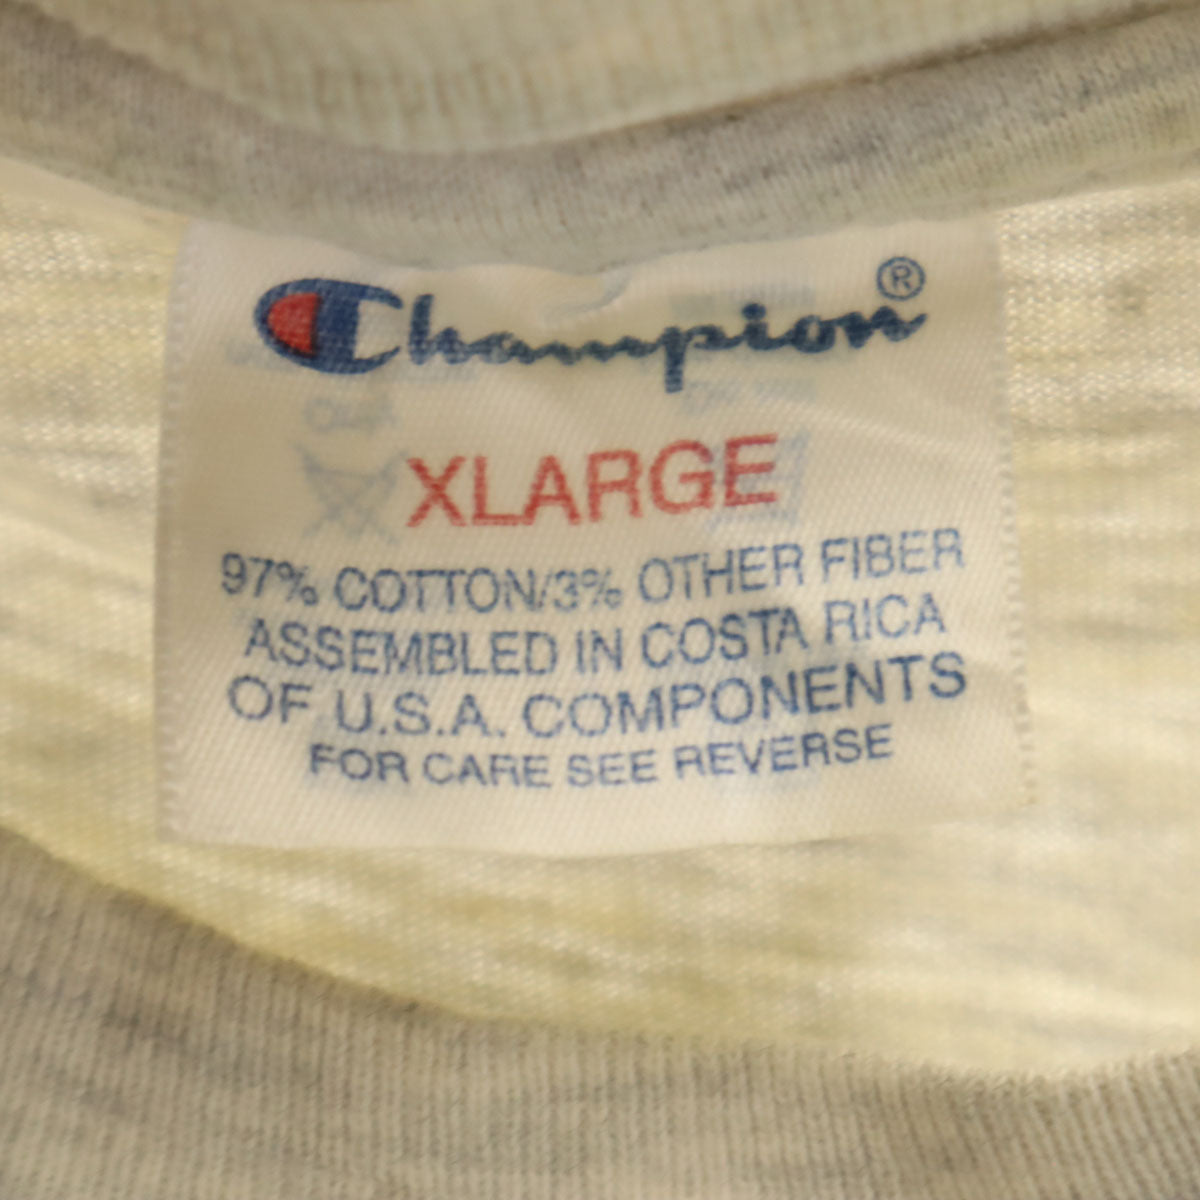 Champion®
XLARGE
97% COTTON/3% OTHER FIBER
ASSEMBLED IN COSTA RICA
OF U.S.A. COMPONENTS
FOR CARE SEE REVERSE